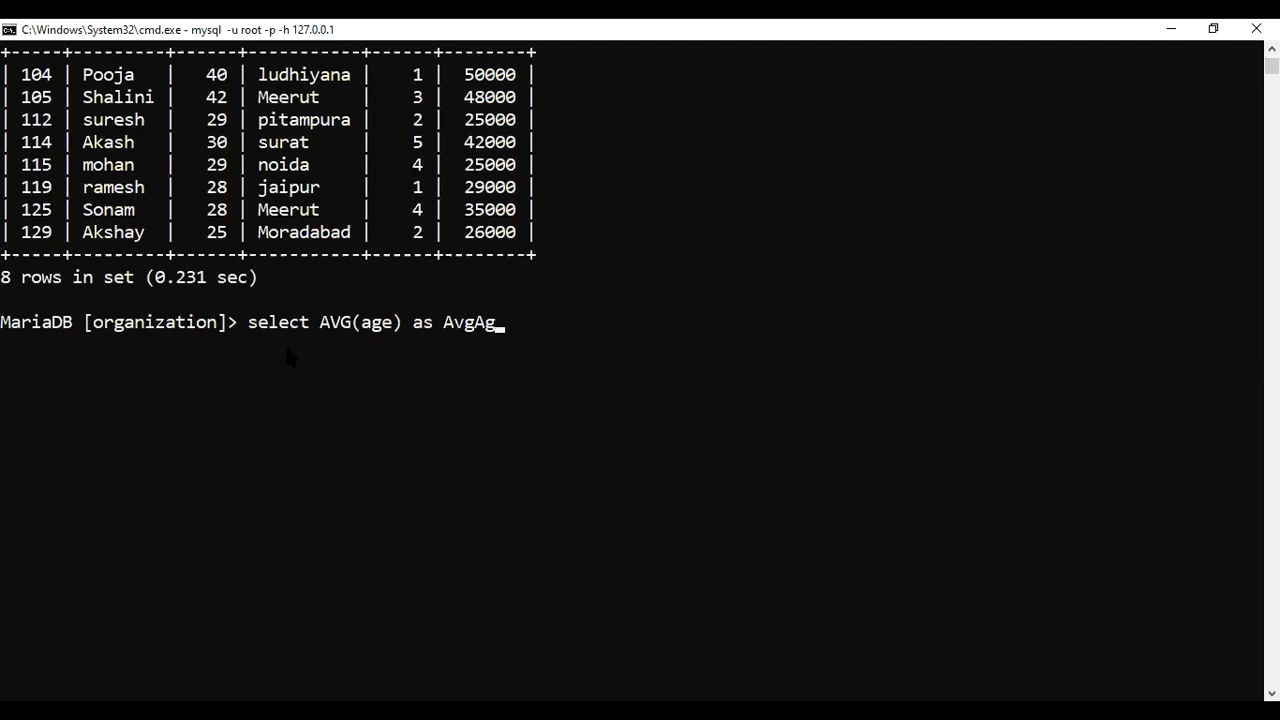 C:\Windows\System32\cmd.exe - mysql -u root -p -h 127.0.0.1
+-----+---------+------+-----------+------+--------+
| 104 | Pooja   |   40 | ludhiyana |    1 |  50000 |
| 105 | Shalini |   42 | Meerut    |    3 |  48000 |
| 112 | suresh  |   29 | pitampura |    2 |  25000 |
| 114 | Akash   |   30 | surat     |    5 |  42000 |
| 115 | mohan   |   29 | noida     |    4 |  25000 |
| 119 | ramesh  |   28 | jaipur    |    1 |  29000 |
| 125 | Sonam   |   28 | Meerut    |    4 |  35000 |
| 129 | Akshay  |   25 | Moradabad |    2 |  26000 |
+-----+---------+------+-----------+------+--------+
8 rows in set (0.231 sec)
MariaDB [organization]> select AVG(age) as AvgAg_